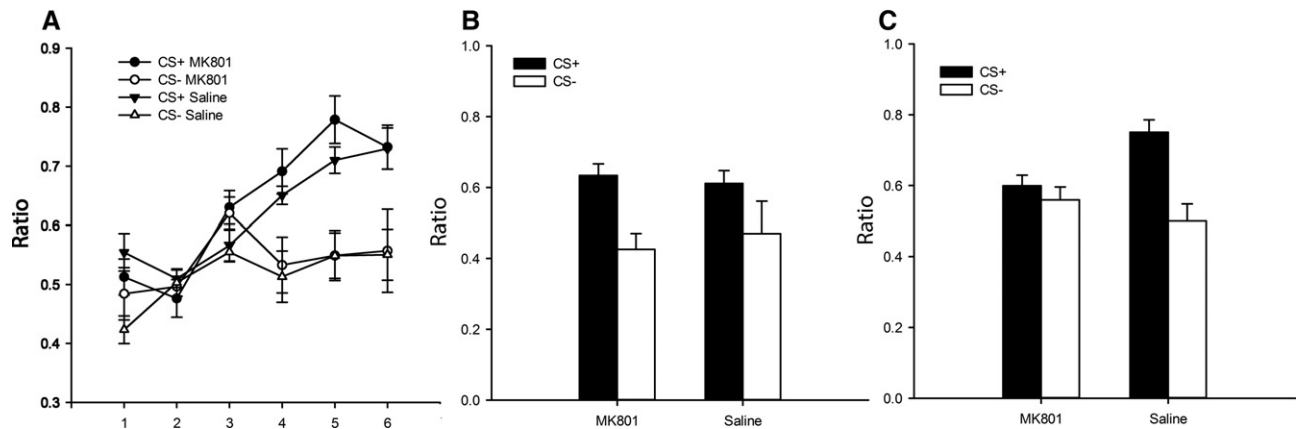 A
CS+ MK801
CS- MK801
CS+ Saline
CS- Saline
Ratio
0.9
0.8
0.7
0.6
0.5
0.4
0.3
1 2 3 4 5 6
B
CS+
CS-
Ratio
1.0
0.8
0.6
0.4
0.2
0.0
MK801 Saline
C
CS+
CS-
Ratio
1.0
0.8
0.6
0.4
0.2
0.0
MK801 Saline